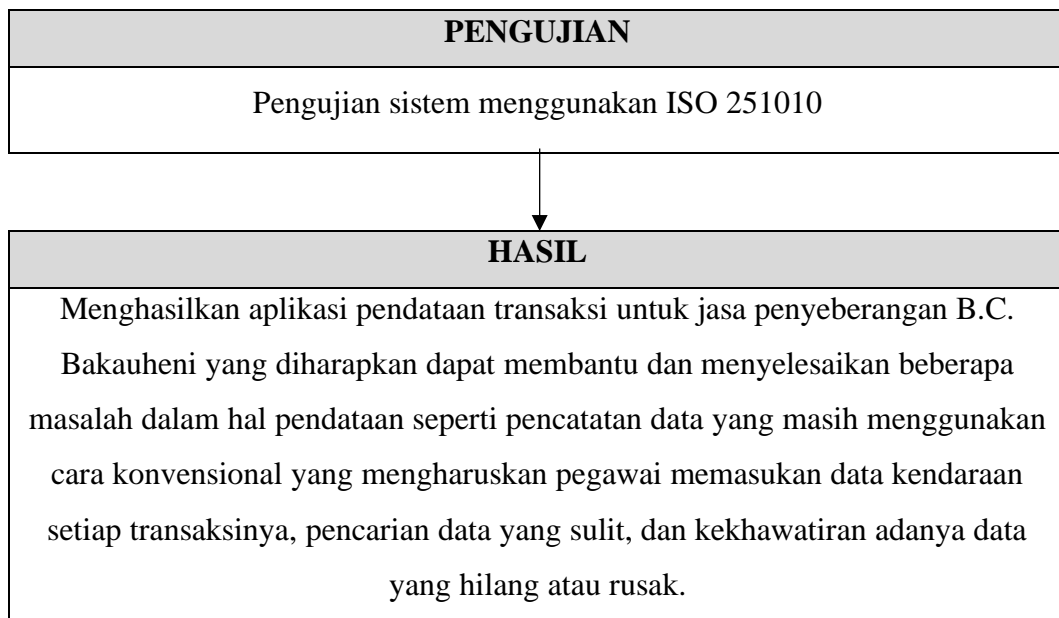 PENGUJIAN
Pengujian sistem menggunakan ISO 251010
HASIL
Menghasilkan aplikasi pendataan transaksi untuk jasa penyeberangan B.C.
Bakauheni yang diharapkan dapat membantu dan menyelesaikan beberapa
masalah dalam hal pendataan seperti pencatatan data yang masih menggunakan
cara konvensional yang mengharuskan pegawai memasukan data kendaraan
setiap transaksinya, pencarian data yang sulit, dan kekhawatiran adanya data
yang hilang atau rusak.